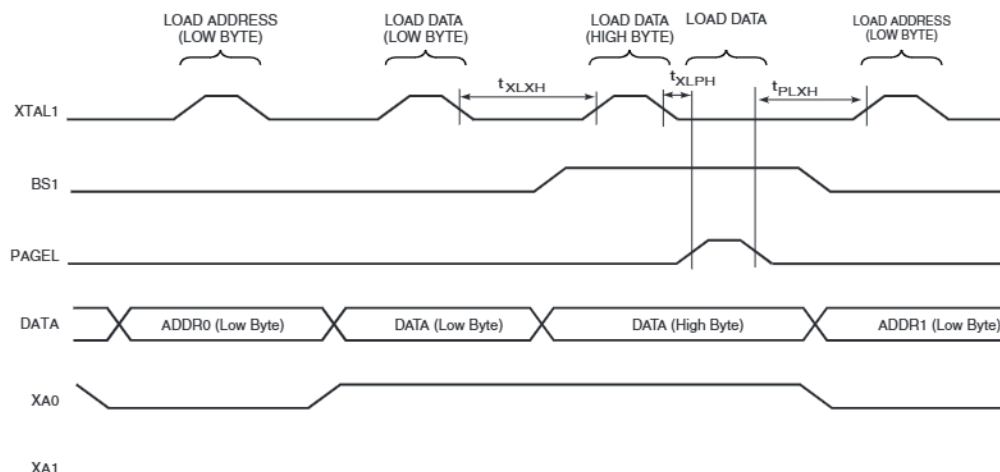 LOAD ADDRESS
(LOW BYTE)
LOAD DATA
(LOW BYTE)
LOAD DATA
(HIGH BYTE)
LOAD DATA
LOAD ADDRESS
(LOW BYTE)
tXLXH
tXLPH
tPLXH
XTAL1
BS1
PAGEL
DATA
ADDR0 (Low Byte)
DATA (Low Byte)
DATA (High Byte)
ADDR1 (Low Byte)
XA0
XA1